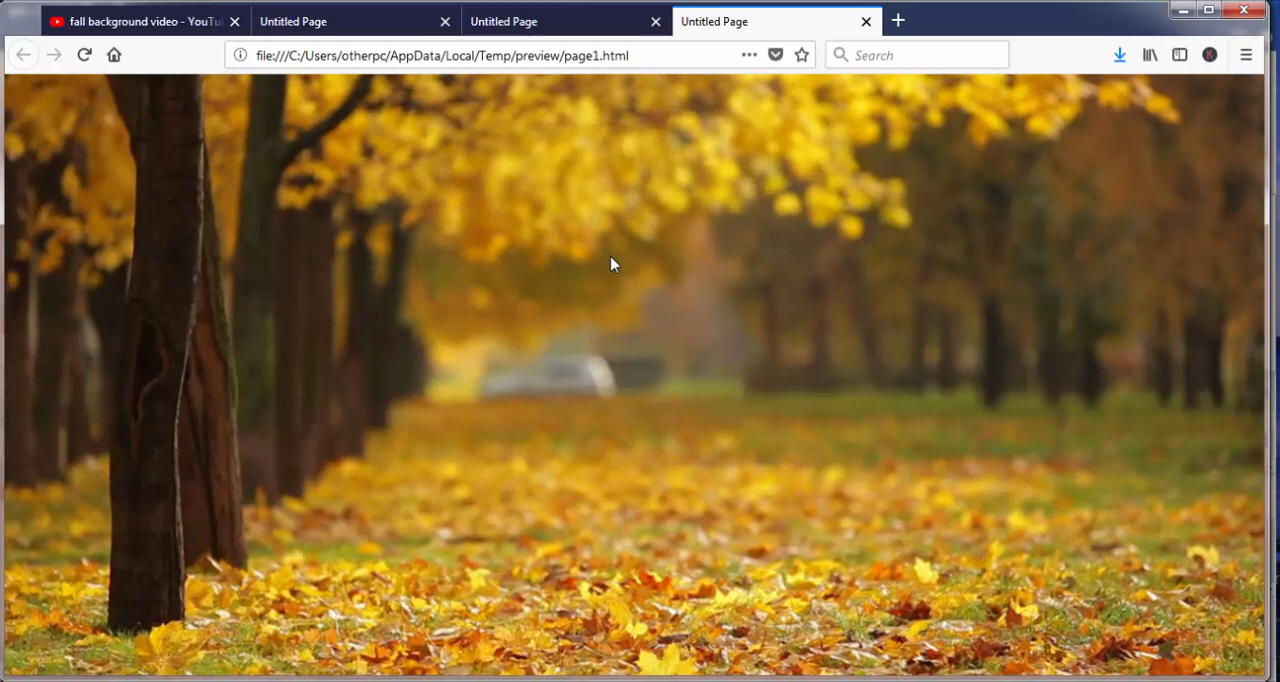 fall background video - YouTu
Untitled Page
Untitled Page
Untitled Page
file:///C:/Users/otherpc/AppData/Local/Temp/preview/page1.html
Search
K